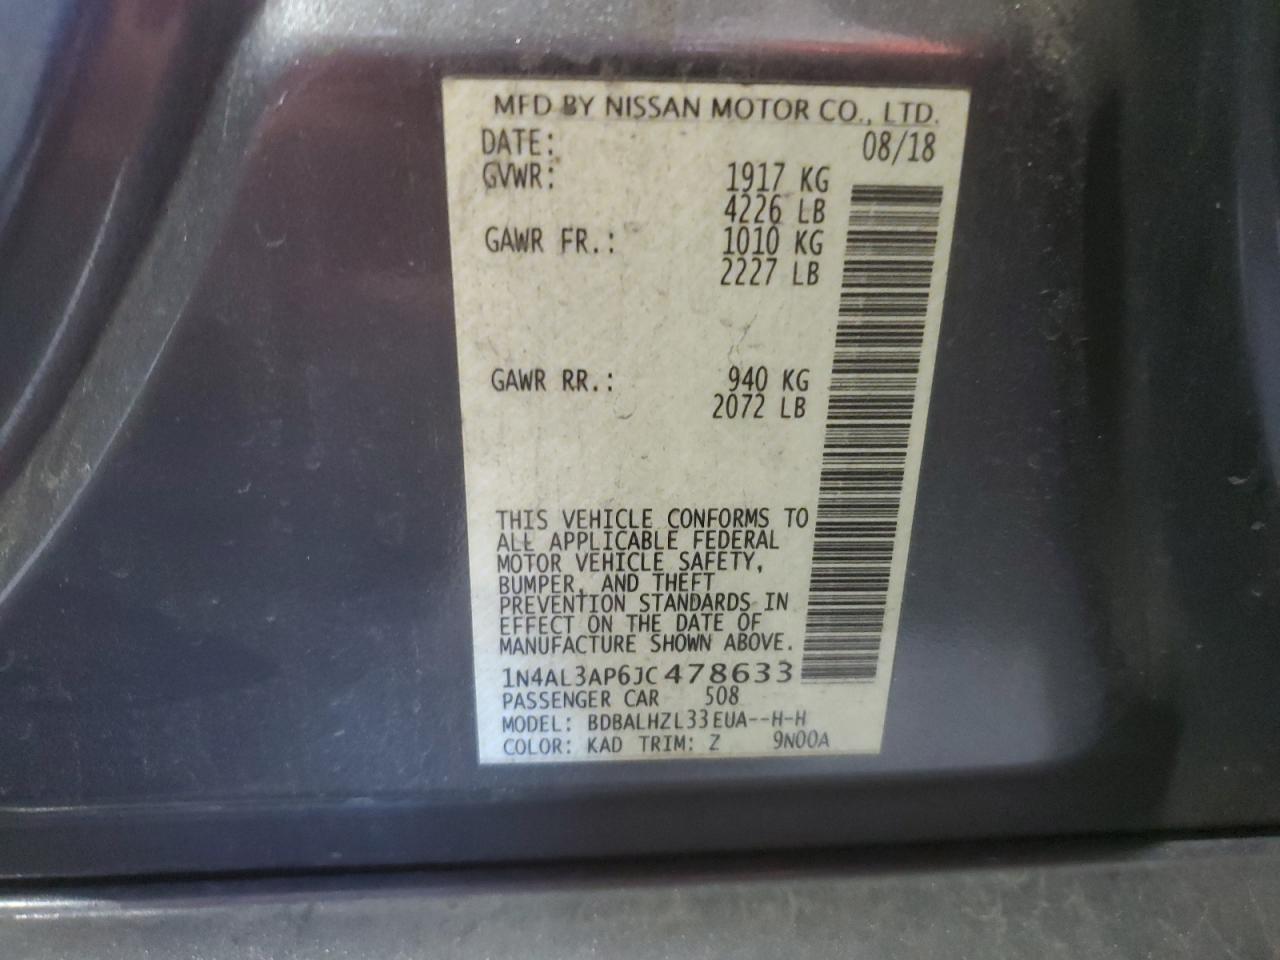 MFD BY NISSAN MOTOR CO., LTD.
DATE: 08/18
GVWR: 1917 KG
4226 LB
GAWR FR.: 1010 KG
2227 LB
GAWR RR.: 940 KG
2072 LB
THIS VEHICLE CONFORMS TO
ALL APPLICABLE FEDERAL
MOTOR VEHICLE SAFETY,
BUMPER, AND THEFT
PREVENTION STANDARDS IN
EFFECT ON THE DATE OF
MANUFACTURE SHOWN ABOVE.
1N4AL3AP6JC478633
PASSENGER CAR 508
MODEL: BDBALHZL33EUA--H-H
COLOR: KAD TRIM: Z 9N00A